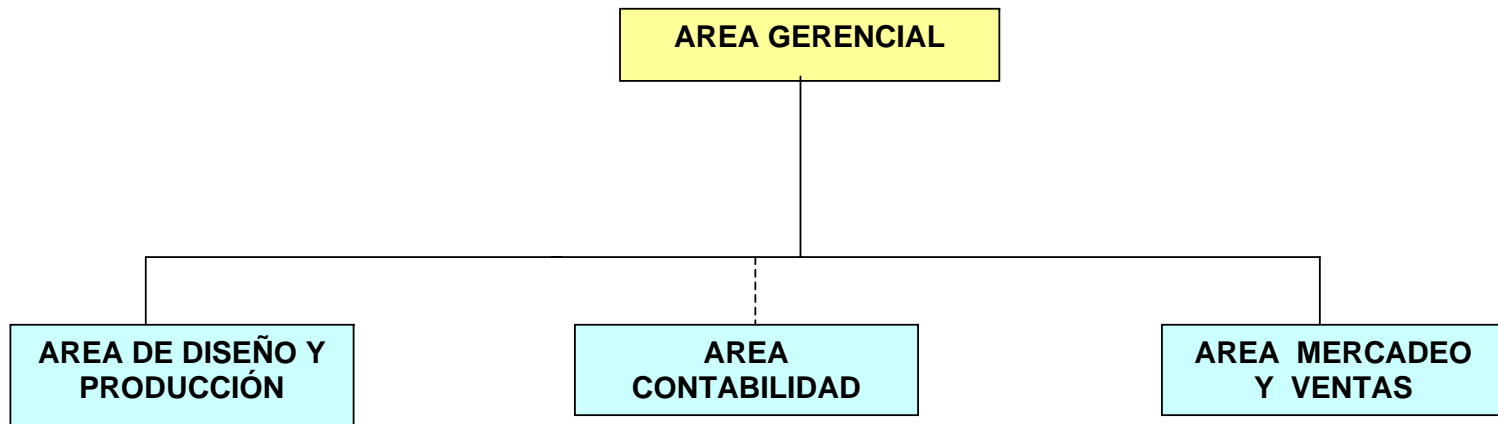 AREA GERENCIAL
AREA DE DISEÑO Y
PRODUCCIÓN
AREA
CONTABILIDAD
AREA MERCADEO
Y VENTAS